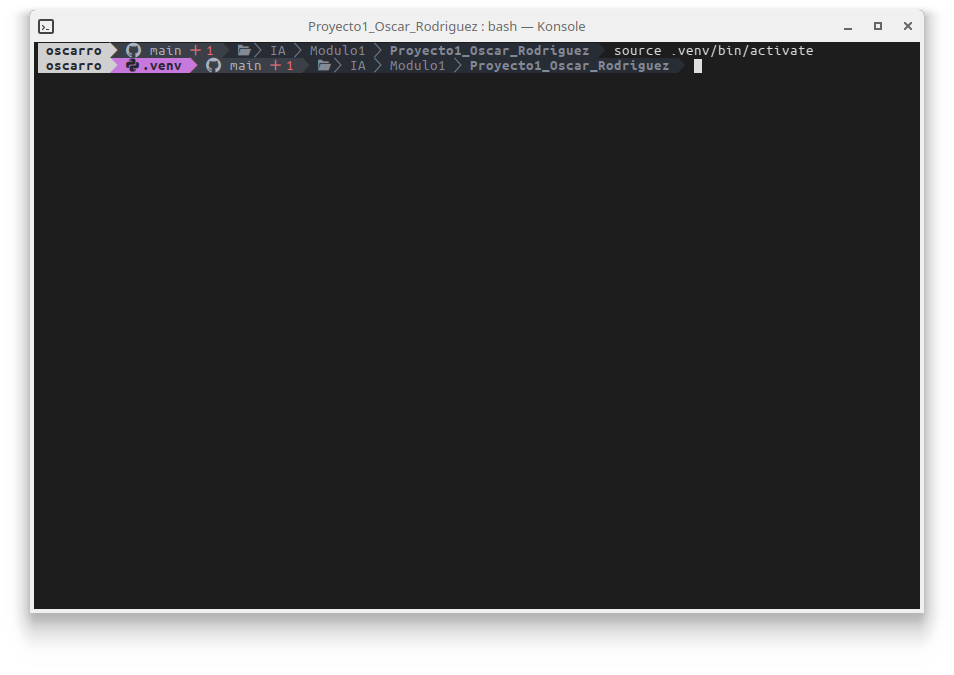 Proyecto1_Oscar_Rodriguez : bash — Konsole
oscarro main + 1 IA Modulo1 Proyecto1_Oscar_Rodriguez source .venv/bin/activate
oscarro .venv main + 1 IA Modulo1 Proyecto1_Oscar_Rodriguez